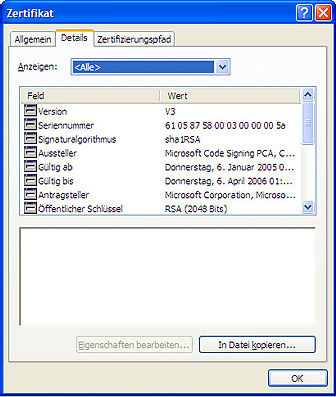 Zertifikat
Allgemein Details Zertifizierungspfad
Anzeigen: <Alle>
Feld Wert
Version V3
Seriennummer 61 05 87 58 00 03 00 00 00 5a
Signaturalgorithmus sha1RSA
Aussteller Microsoft Code Signing PCA, C...
Gültig ab Donnerstag, 6. Januar 2005 0...
Gültig bis Donnerstag, 6. April 2006 01:...
Antragsteller Microsoft Corporation, Microso...
Öffentlicher Schlüssel RSA (2048 Bits)
Eigenschaften bearbeiten... In Datei kopieren...
OK